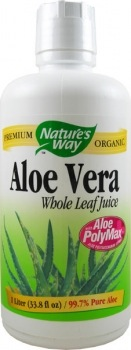 Nature's Way
PREMIUM ORGANIC
Aloe Vera
Whole Leaf Juice
with Aloe
PolyMax
1 Liter (33.8 fl oz) / 99.7% Pure Aloe